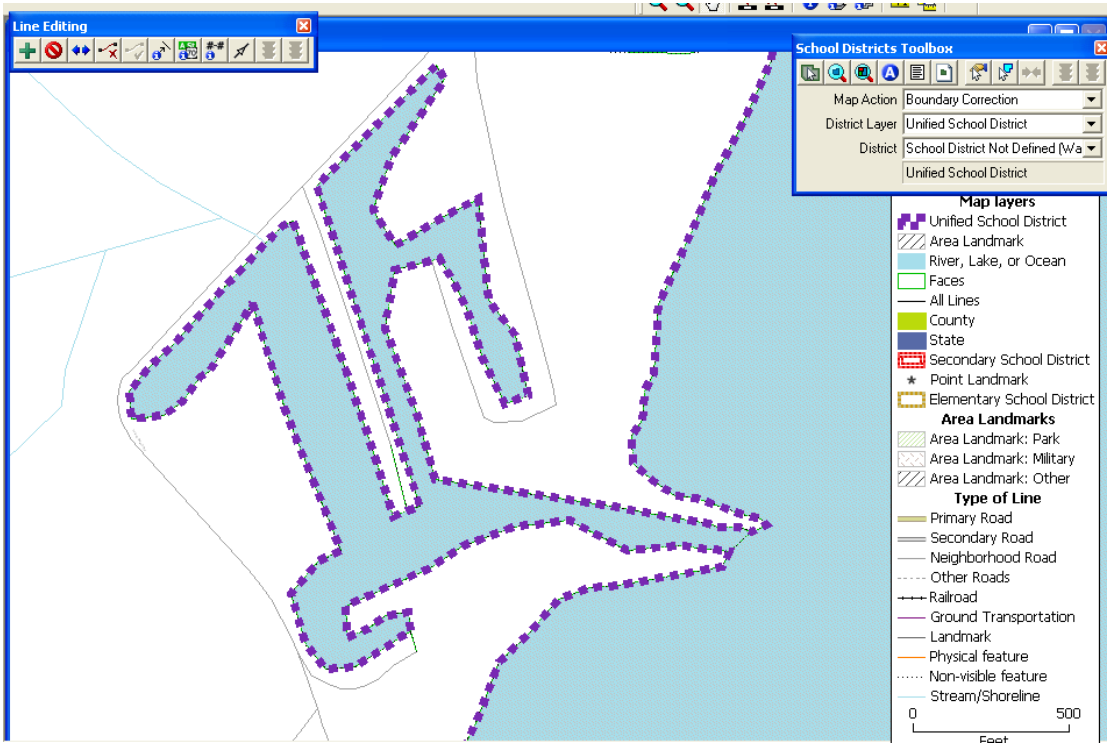 Line Editing
School Districts Toolbox
Map Action Boundary Correction
District Layer Unified School District
District School District Not Defined (Wa
Unified School District
Map layers
Unified School District
Area Landmark
River, Lake, or Ocean
Faces
All Lines
County
State
Secondary School District
Point Landmark
Elementary School District
Area Landmarks
Area Landmark: Park
Area Landmark: Military
Area Landmark: Other
Type of Line
Primary Road
Secondary Road
Neighborhood Road
Other Roads
Railroad
Ground Transportation
Landmark
Physical feature
Non-visible feature
Stream/Shoreline
0 500
Feet